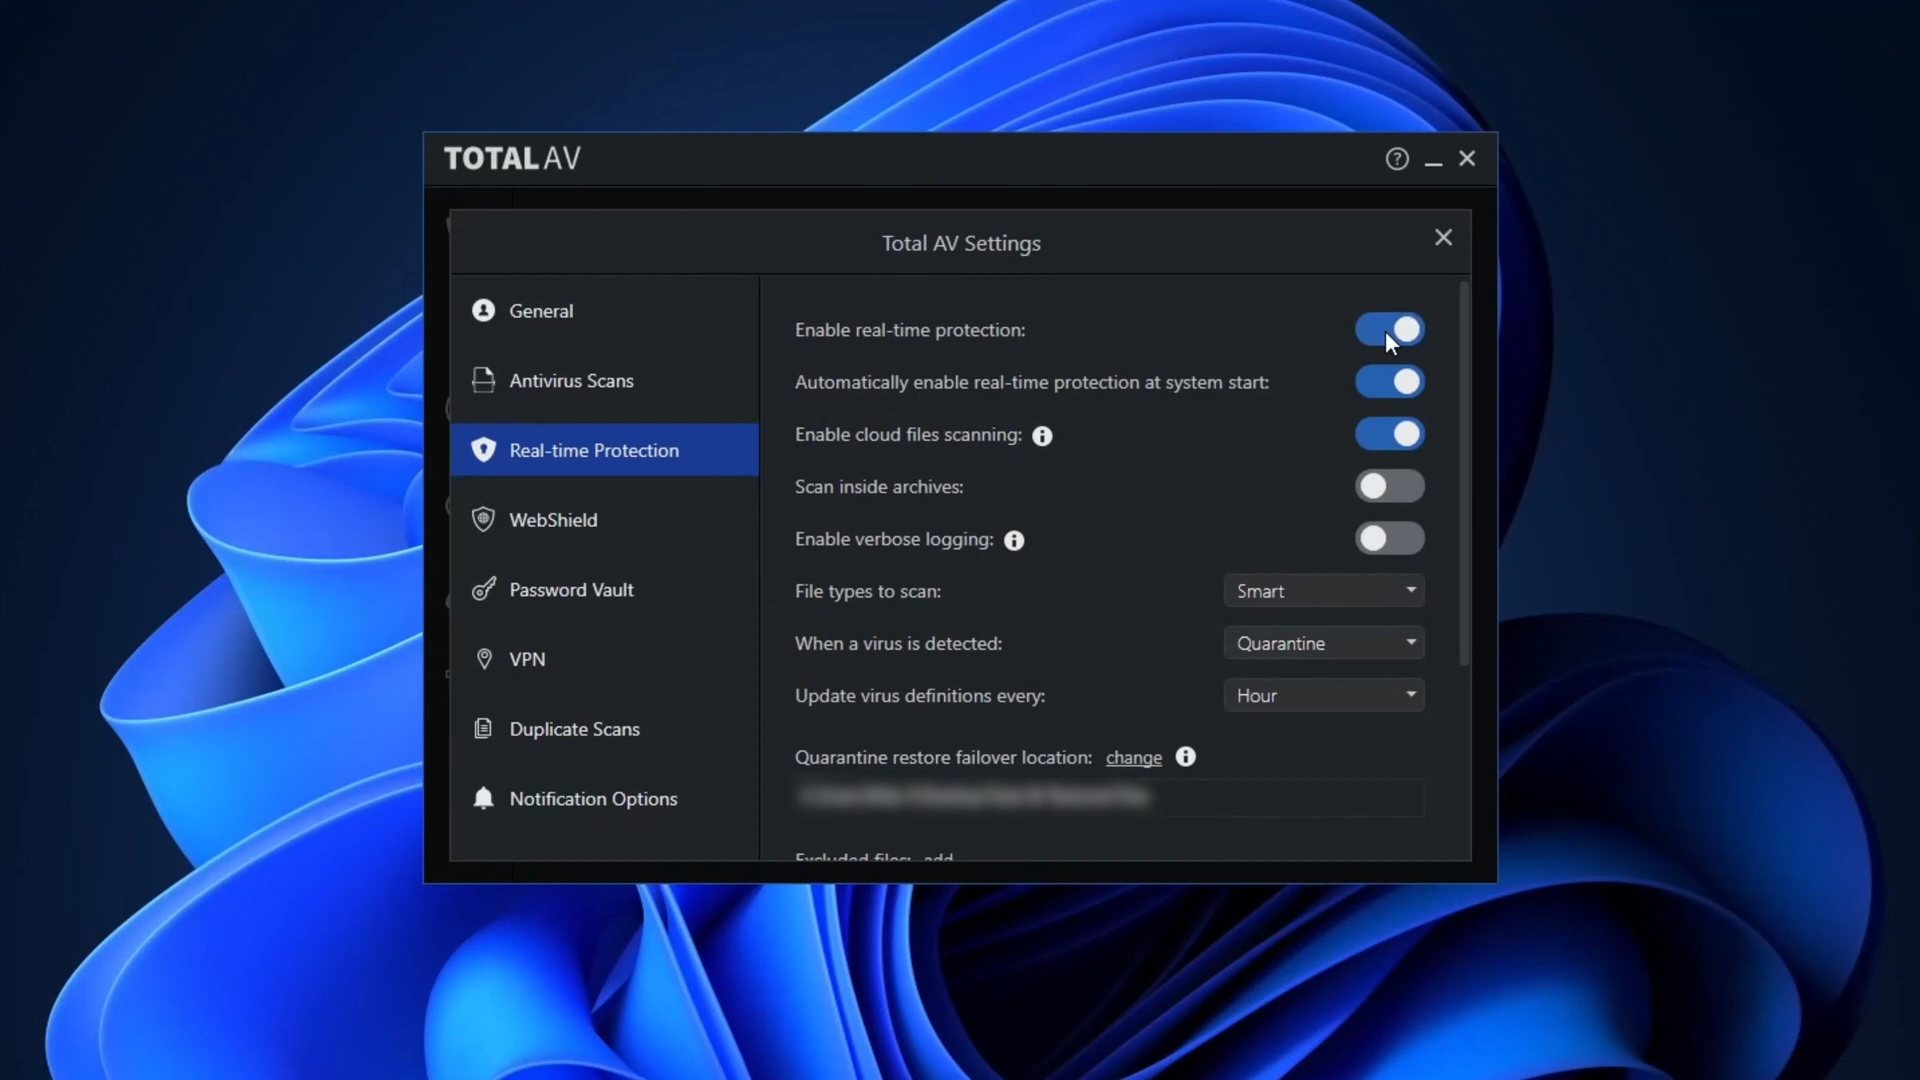 TOTAL AV
Total AV Settings
General
Antivirus Scans
Real-time Protection
WebShield
Password Vault
VPN
Duplicate Scans
Notification Options
Enable real-time protection:
Automatically enable real-time protection at system start:
Enable cloud files scanning:
Scan inside archives:
Enable verbose logging:
File types to scan: Smart
When a virus is detected: Quarantine
Update virus definitions every: Hour
Quarantine restore failover location: change
Excluded files: add